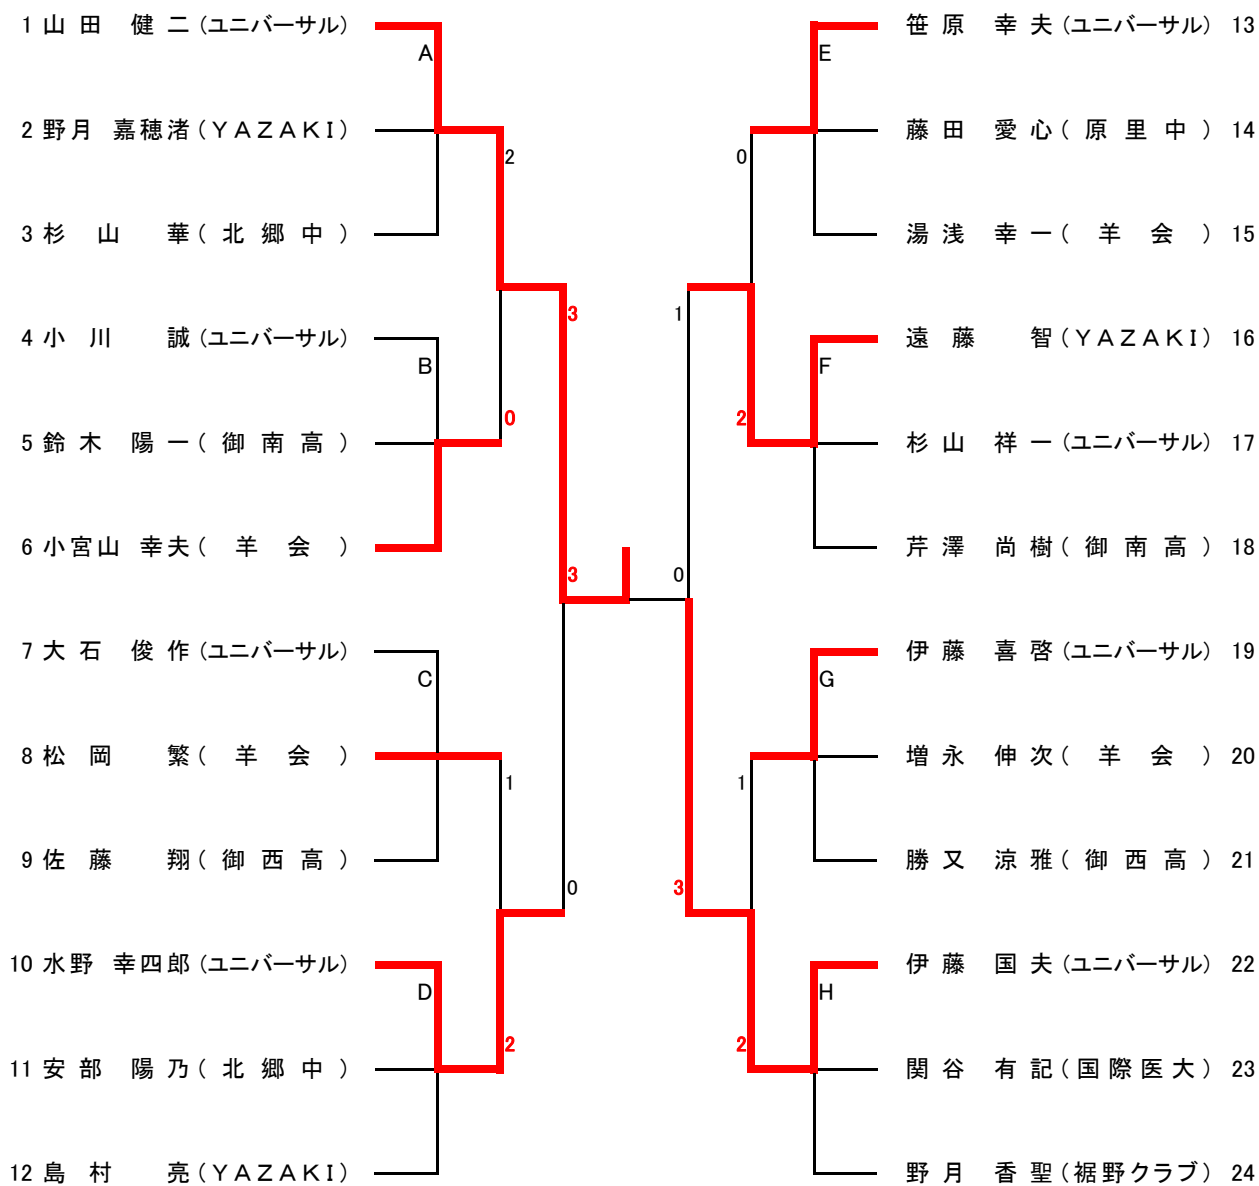 1 山田 健二 (ユニバーサル)
A
2 野月 嘉穂渚 (ＹＡＺＡＫＩ)
2
3 杉山 華 ( 北郷中 )
3
4 小川 誠 (ユニバーサル)
B
0
5 鈴木 陽一 ( 御南高 )
6 小宮山 幸夫 ( 羊会 )
3
7 大石 俊作 (ユニバーサル)
C
8 松岡 繁 ( 羊会 )
1
9 佐藤 翔 ( 御西高 )
0
10 水野 幸四郎 (ユニバーサル)
D
2
11 安部 陽乃 ( 北郷中 )
12 島村 亮 (ＹＡＺＡＫＩ)
笹原 幸夫 (ユニバーサル) 13
E
藤田 愛心 ( 原里中 ) 14
0
湯浅 幸一 ( 羊会 ) 15
1
遠藤 智 (ＹＡＺＡＫＩ) 16
F
2
杉山 祥一 (ユニバーサル) 17
芹澤 尚樹 ( 御南高 ) 18
0
伊藤 喜啓 (ユニバーサル) 19
G
増永 伸次 ( 羊会 ) 20
1
勝又 涼雅 ( 御西高 ) 21
3
伊藤 国夫 (ユニバーサル) 22
H
2
関谷 有記 (国際医大) 23
野月 香聖 (裾野クラブ) 24